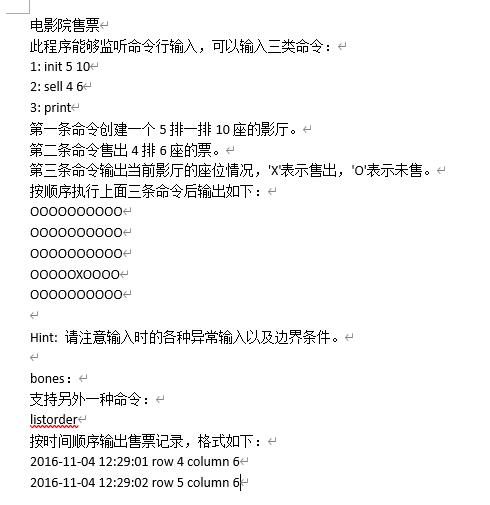 电影院售票
此程序能够监听命令行输入，可以输入三类命令：
1: init 5 10
2: sell 4 6
3: print
第一条命令创建一个 5 排一排 10 座的影厅。
第二条命令售出 4 排 6 座的票。
第三条命令输出当前影厅的座位情况，'X'表示售出，'O'表示未售。
按顺序执行上面三条命令后输出如下：
OOOOOOOOOO
OOOOOOOOOO
OOOOOOOOOO
OOOOOXOOOO
OOOOOOOOOO
Hint: 请注意输入时的各种异常输入以及边界条件。
bones：
支持另外一种命令：
listorder
按时间顺序输出售票记录，格式如下：
2016-11-04 12:29:01 row 4 column 6
2016-11-04 12:29:02 row 5 column 6